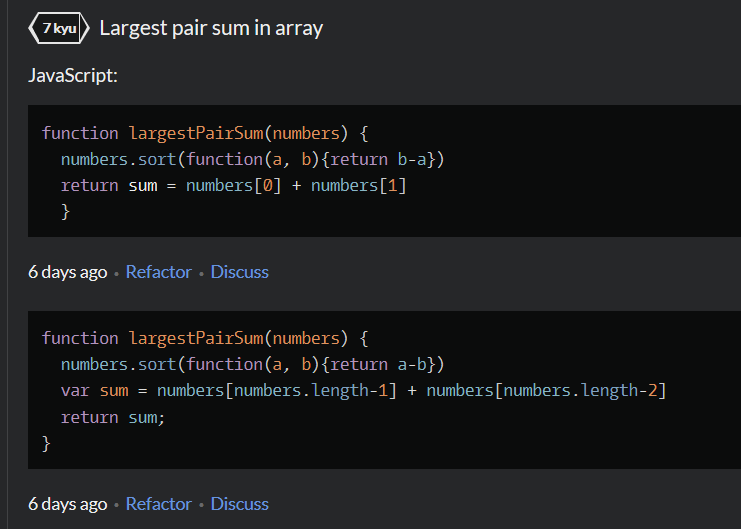 7 kyu Largest pair sum in array
JavaScript:
function largestPairSum(numbers) {
  numbers.sort(function(a, b){return b-a})
  return sum = numbers[0] + numbers[1]
  }
6 days ago • Refactor • Discuss
function largestPairSum(numbers) {
  numbers.sort(function(a, b){return a-b})
  var sum = numbers[numbers.length-1] + numbers[numbers.length-2]
  return sum;
}
6 days ago • Refactor • Discuss